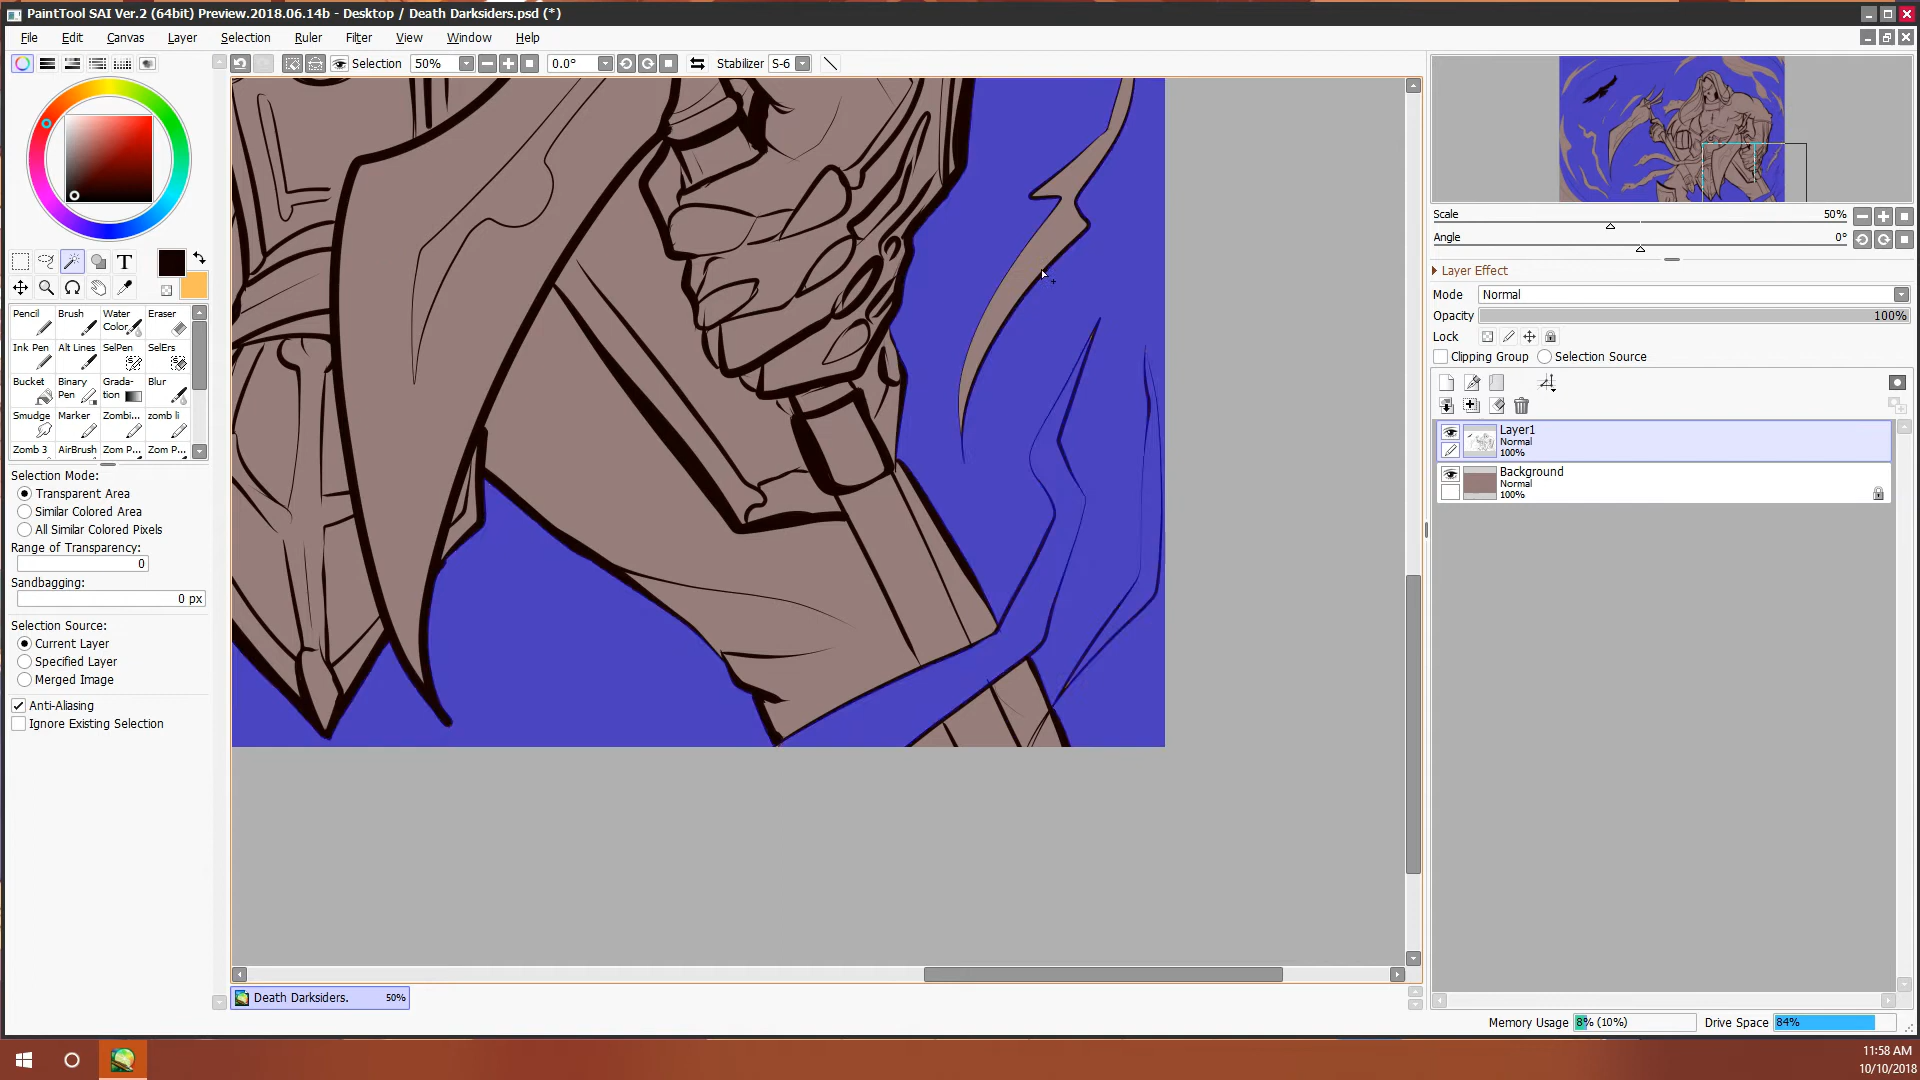 PaintTool SAI Ver.2 (64bit) Preview.2018.06.14b - Desktop / Death Darksiders.psd (*)
File Edit Canvas Layer Selection Ruler Filter View Window Help
Selection 50% 0.0° Stabilizer S-6
Scale 50%
Angle 0°
Layer Effect
Mode Normal
Opacity 100%
Lock
Clipping Group Selection Source
Layer1
Normal
100%
Background
Normal
100%
T
Pencil Brush Water Color Eraser
Ink Pen Alt Lines SelPen SelErs
Bucket Binary Pen Grada-tion Blur
Smudge Marker Zombi... zomb li
Zomb 3 AirBrush Zom P... Zom P...
Selection Mode:
Transparent Area
Similar Colored Area
All Similar Colored Pixels
Range of Transparency:
0
Sandbagging:
0 px
Selection Source:
Current Layer
Specified Layer
Merged Image
Anti-Aliasing
Ignore Existing Selection
Death Darksiders. 50%
Memory Usage 8% (10%) Drive Space 84%
11:58 AM
10/10/2018